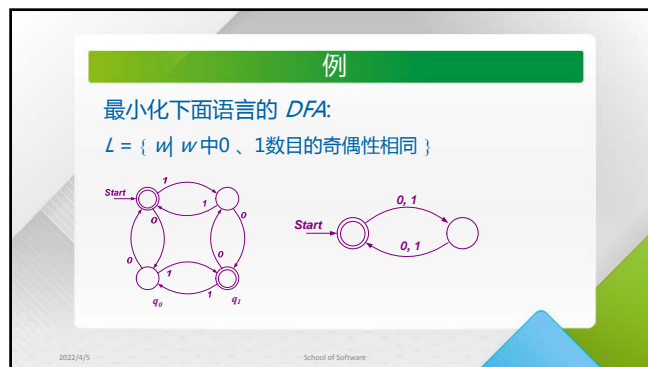 例
最小化下面语言的 DFA:
L = { w| w 中0 、1数目的奇偶性相同 }
Start
1
1
0
0
0
0
1
1
q0
q1
Start
0, 1
0, 1
2022/4/5
School of Software